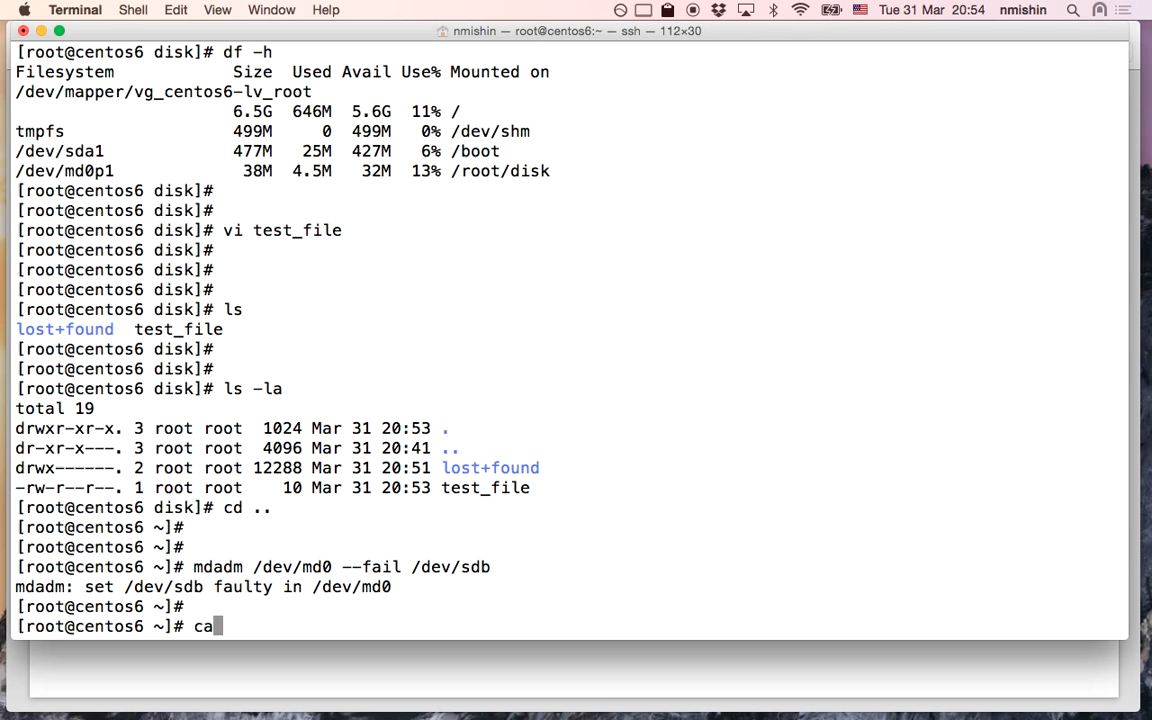 Terminal Shell Edit View Window Help Tue 31 Mar 20:54 nmishin
nmishin — root@centos6:~ — ssh — 112×30
[root@centos6 disk]# df -h
Filesystem Size Used Avail Use% Mounted on
/dev/mapper/vg_centos6-lv_root
6.5G 646M 5.6G 11% /
tmpfs 499M 0 499M 0% /dev/shm
/dev/sda1 477M 25M 427M 6% /boot
/dev/md0p1 38M 4.5M 32M 13% /root/disk
[root@centos6 disk]#
[root@centos6 disk]#
[root@centos6 disk]# vi test_file
[root@centos6 disk]#
[root@centos6 disk]#
[root@centos6 disk]#
[root@centos6 disk]# ls
lost+found test_file
[root@centos6 disk]#
[root@centos6 disk]#
[root@centos6 disk]# ls -la
total 19
drwxr-xr-x. 3 root root 1024 Mar 31 20:53 .
dr-xr-x---. 3 root root 4096 Mar 31 20:41 ..
drwx------. 2 root root 12288 Mar 31 20:51 lost+found
-rw-r--r--. 1 root root 10 Mar 31 20:53 test_file
[root@centos6 disk]# cd ..
[root@centos6 ~]#
[root@centos6 ~]#
[root@centos6 ~]# mdadm /dev/md0 --fail /dev/sdb
mdadm: set /dev/sdb faulty in /dev/md0
[root@centos6 ~]#
[root@centos6 ~]# ca